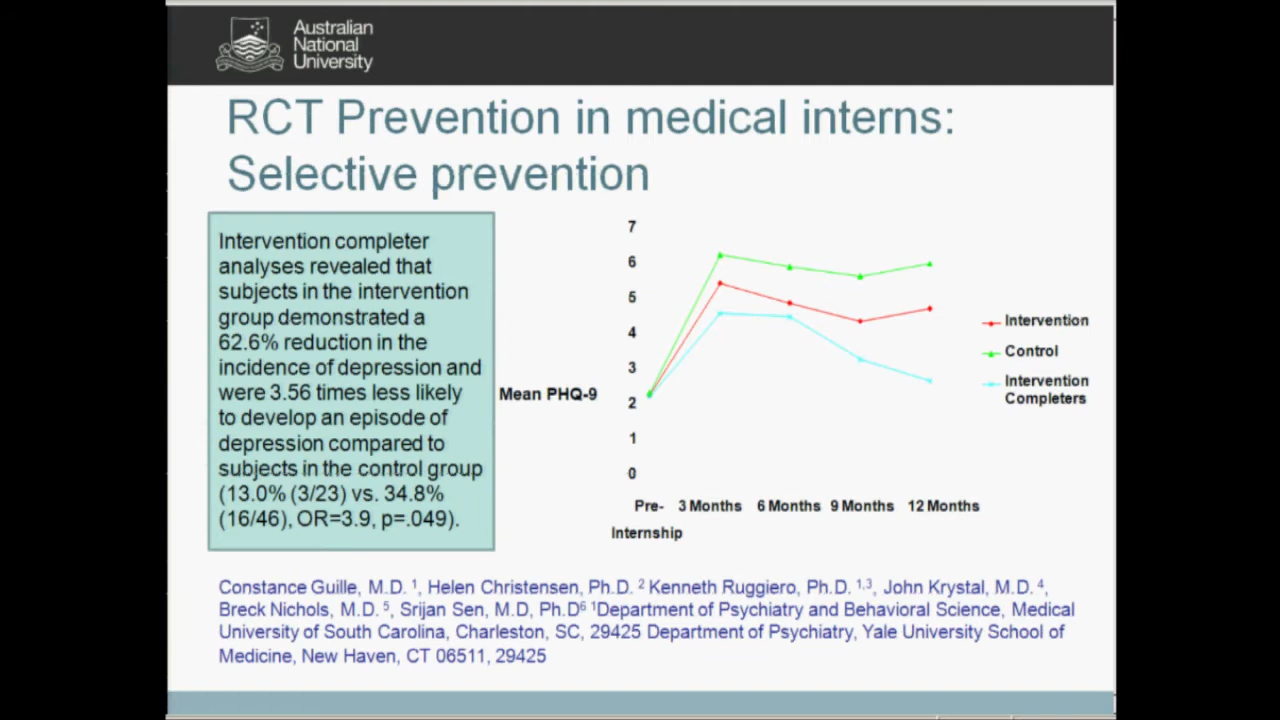 Australian
National
University
RCT Prevention in medical interns:
Selective prevention
Intervention completer
analyses revealed that
subjects in the intervention
group demonstrated a
62.6% reduction in the
incidence of depression and
were 3.56 times less likely
to develop an episode of
depression compared to
subjects in the control group
(13.0% (3/23) vs. 34.8%
(16/46), OR=3.9, p=.049).
Mean PHQ-9
7
6
5
4
3
2
1
0
Pre-
Internship
3 Months
6 Months
9 Months
12 Months
Intervention
Control
Intervention
Completers
Constance Guille, M.D. ¹, Helen Christensen, Ph.D. ² Kenneth Ruggiero, Ph.D. ¹˒³, John Krystal, M.D. ⁴,
Breck Nichols, M.D. ⁵, Srijan Sen, M.D, Ph.D⁶ ¹Department of Psychiatry and Behavioral Science, Medical
University of South Carolina, Charleston, SC, 29425 Department of Psychiatry, Yale University School of
Medicine, New Haven, CT 06511, 29425